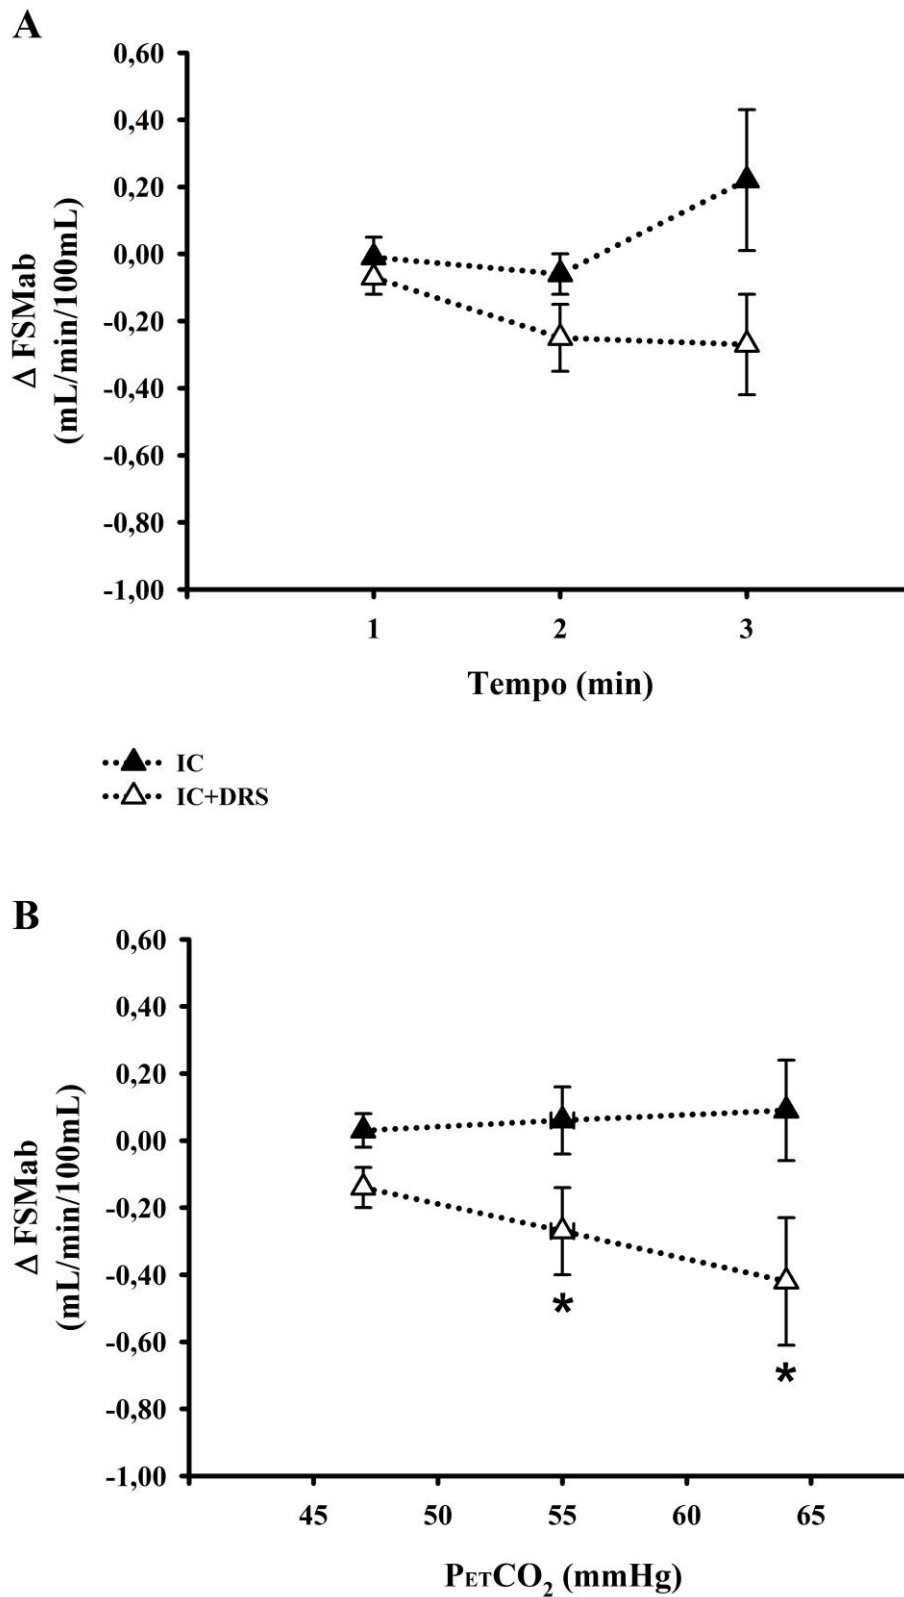 A
0,60
0,40
0,20
0,00
-0,20
-0,40
-0,60
-0,80
-1,00
Δ FSMab
(mL/min/100mL)
1 2 3
Tempo (min)
IC
IC+DRS
B
0,60
0,40
0,20
0,00
-0,20
-0,40
-0,60
-0,80
-1,00
Δ FSMab
(mL/min/100mL)
*
*
45 50 55 60 65
PETCO₂ (mmHg)